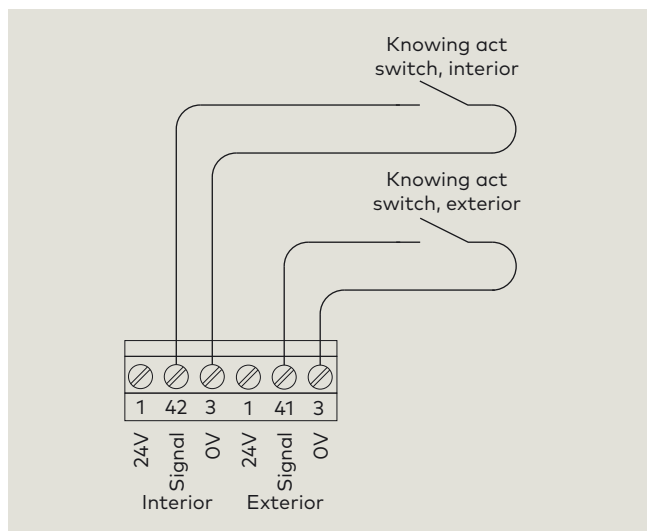 Knowing act
switch, interior
Knowing act
switch, exterior
1 42 3 1 41 3
24V Signal 0V 24V Signal 0V
Interior Exterior